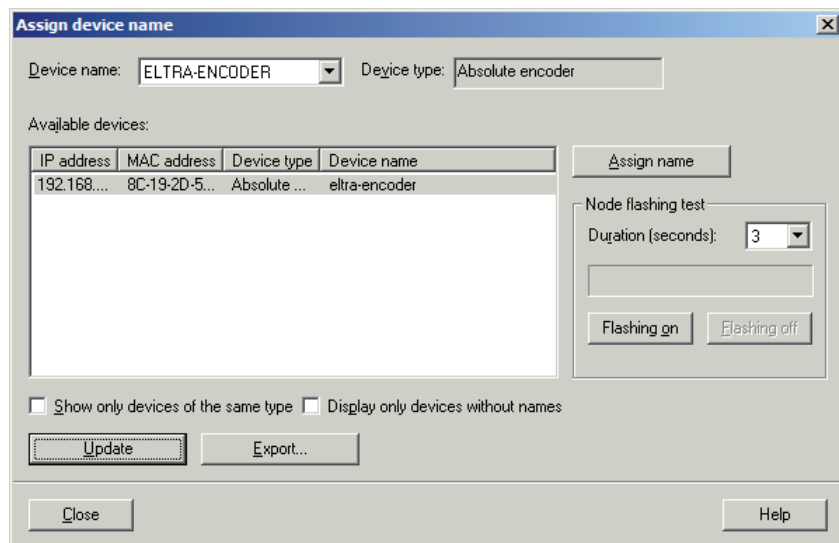 Assign device name
Device name: ELTRA-ENCODER Device type: Absolute encoder
Available devices:
IP address MAC address Device type Device name
192.168.... 8C-19-2D-5... Absolute ... eltra-encoder
Assign name
Node flashing test
Duration (seconds): 3
Flashing on Flashing off
Show only devices of the same type Display only devices without names
Update Export...
Close Help